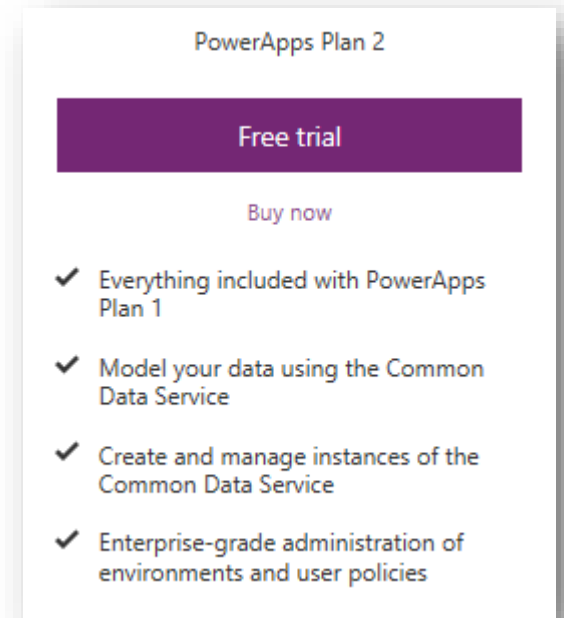 PowerApps Plan 2
Free trial
Buy now
Everything included with PowerApps
Plan 1
Model your data using the Common
Data Service
Create and manage instances of the
Common Data Service
Enterprise-grade administration of
environments and user policies